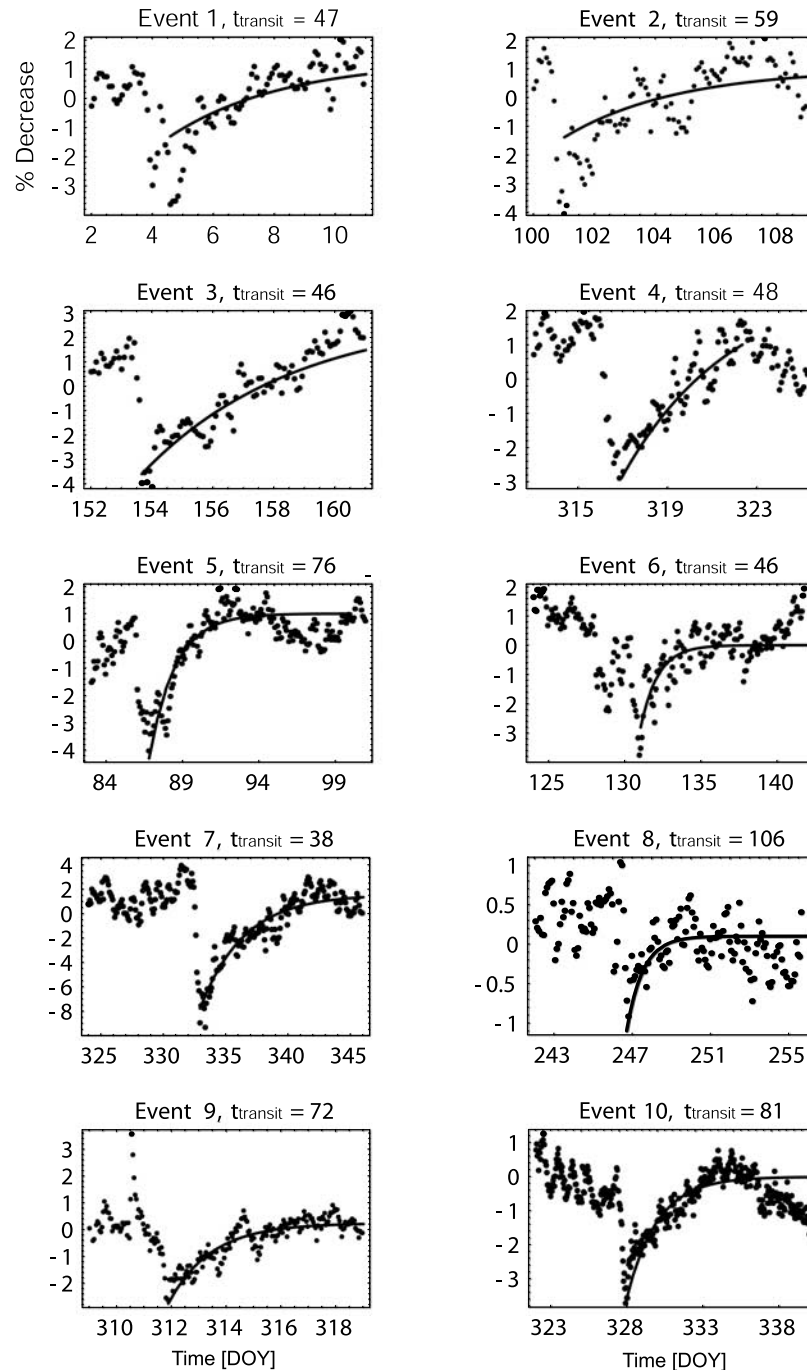 Event 1, ttransit = 47
% Decrease
2
1
0
-1
-2
-3
2 4 6 8 10
Event 2, ttransit = 59
2
1
0
-1
-2
-3
-4
100 102 104 106 108
Event 3, ttransit = 46
3
2
1
0
-1
-2
-3
-4
152 154 156 158 160
Event 4, ttransit = 48
2
1
0
- 1
-2
-3
315 319 323
Event 5, ttransit = 76
2
1
0
-1
-2
-3
-4
84 89 94 99
Event 6, ttransit = 46
2
1
0
-1
-2
-3
125 130 135 140
Event 7, ttransit = 38
4
2
0
-2
-4
-6
-8
325 330 335 340 345
Event 8, ttransit = 106
1
0.5
0
-0.5
-1
243 247 251 255
Event 9, ttransit = 72
3
2
1
0
-1
-2
310 312 314 316 318
Time [DOY]
Event 10, ttransit = 81
1
0
-1
-2
-3
323 328 333 338
Time [DOY]